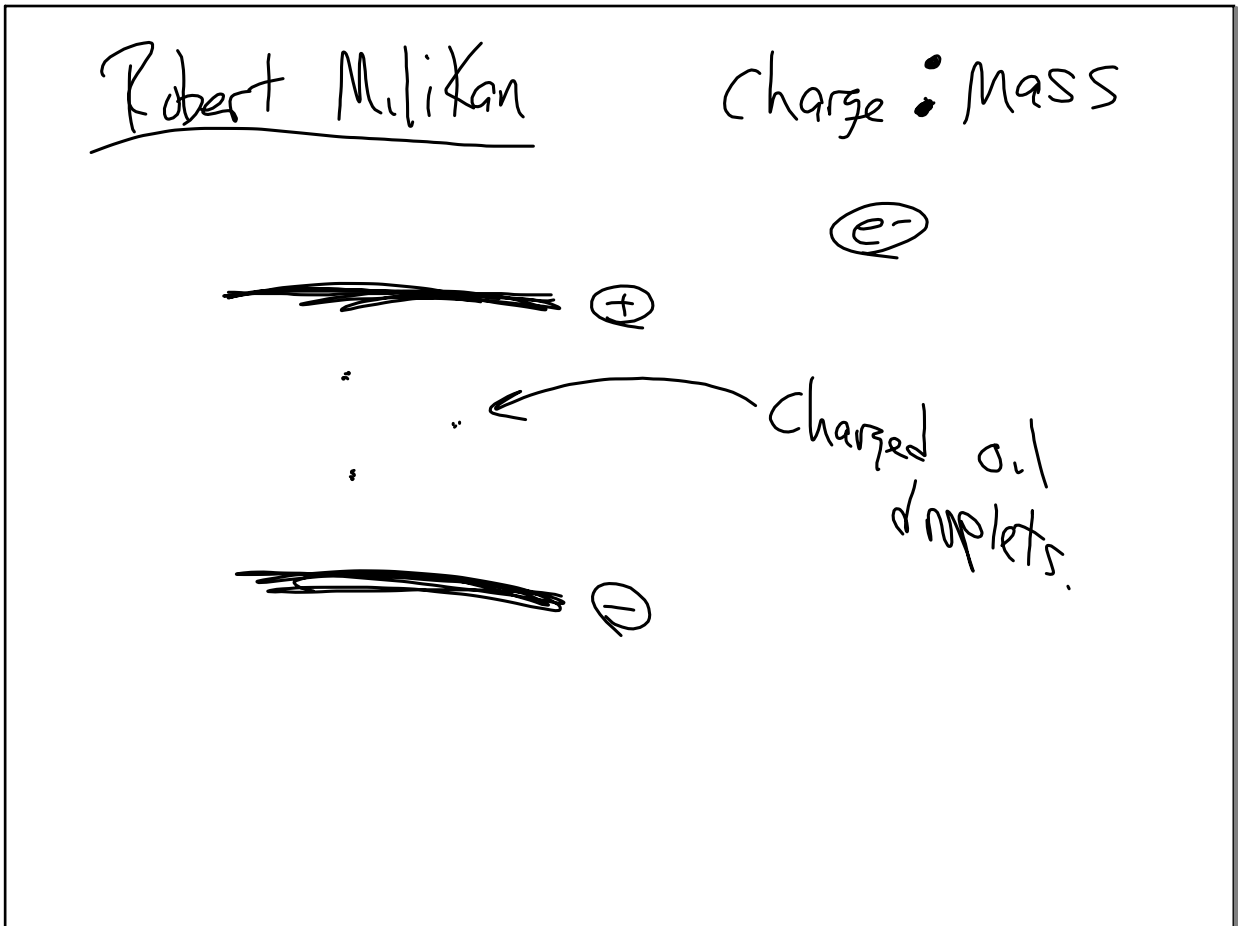 Robert Milikan
Charge : Mass
e-
+
Charged oil
droplets.
-